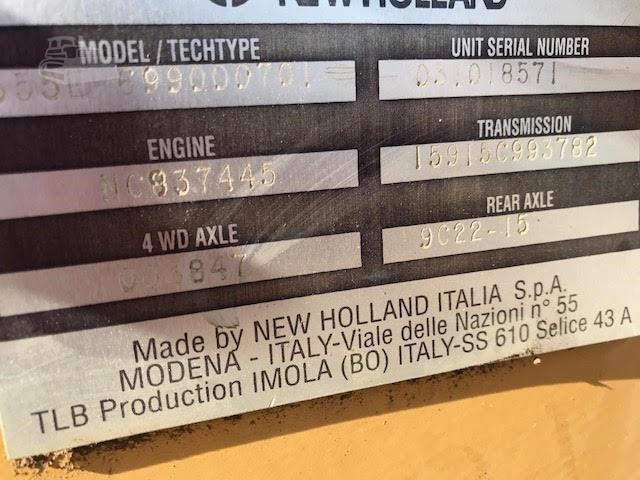 NEW HOLLAND
MODEL / TECHTYPE
UNIT SERIAL NUMBER
031018571
ENGINE
NC837445
TRANSMISSION
15915C993782
4 WD AXLE
003847
REAR AXLE
9C22-15
Made by NEW HOLLAND ITALIA S.p.A.
MODENA - ITALY-Viale delle Nazioni n° 55
TLB Production IMOLA (BO) ITALY-SS 610 Selice 43 A